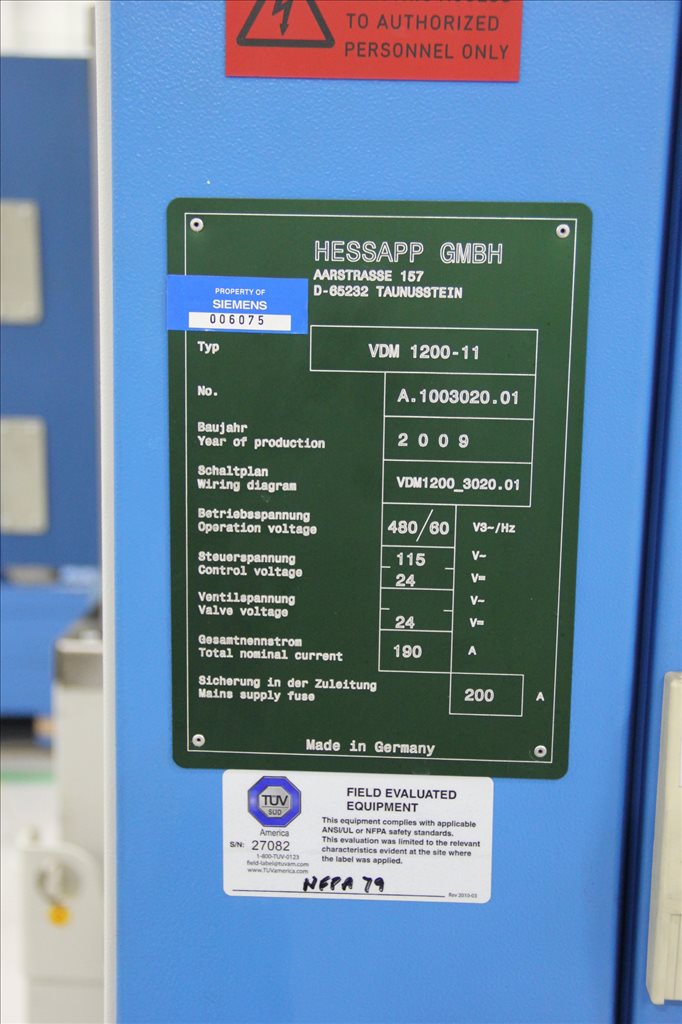 TO AUTHORIZED
PERSONNEL ONLY
HESSAPP GMBH
AARSTRASSE 157
D-65232 TAUNUSSTEIN
PROPERTY OF
SIEMENS
006075
Typ VDM 1200-11
No. A.1003020.01
Baujahr
Year of production 2009
Schaltplan
Wiring diagram VDM1200_3020.01
Betriebsspannung
Operation voltage 480/60 V3~/Hz
Steuerspannung 115 V~
Control voltage 24 V=
Ventilspannung V~
Valve voltage 24 V=
Gesamtnennstrom
Total nominal current 190 A
Sicherung in der Zuleitung
Mains supply fuse 200 A
Made in Germany
TUV
SUD
America
S/N: 27082
1-800-TUV-0123
field-label@tuvam.com
www.TUVamerica.com
FIELD EVALUATED
EQUIPMENT
This equipment complies with applicable
ANSI/UL or NFPA safety standards.
This evaluation was limited to the relevant
characteristics evident at the site where
the label was applied.
NFPA 79
Rev 2010-03